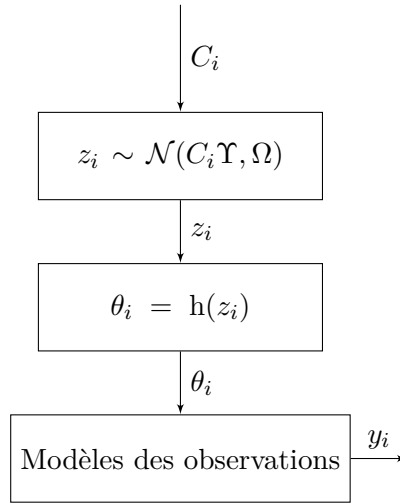 C_i
z_i ∼ 𝒩(C_iΥ, Ω)
z_i
θ_i = h(z_i)
θ_i
Modèles des observations
y_i